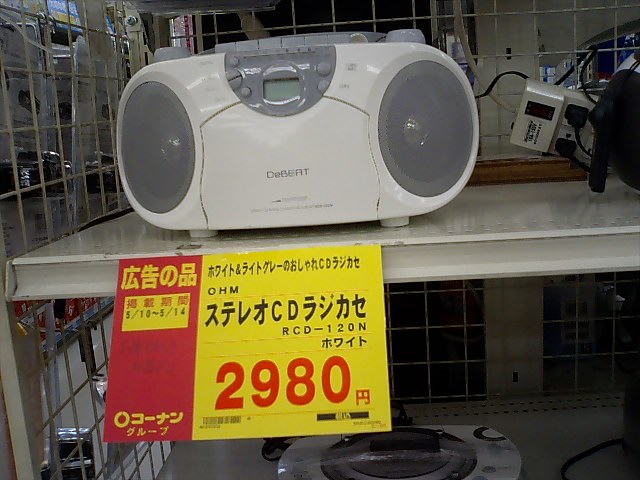 DeBEAT
広告の品
掲載期間
5/10~5/14
ホワイト&ライトグレーのおしゃれCDラジカセ
OHM
ステレオCDラジカセ
RCD-120N
ホワイト
2980円
税込
コーナン
グループ